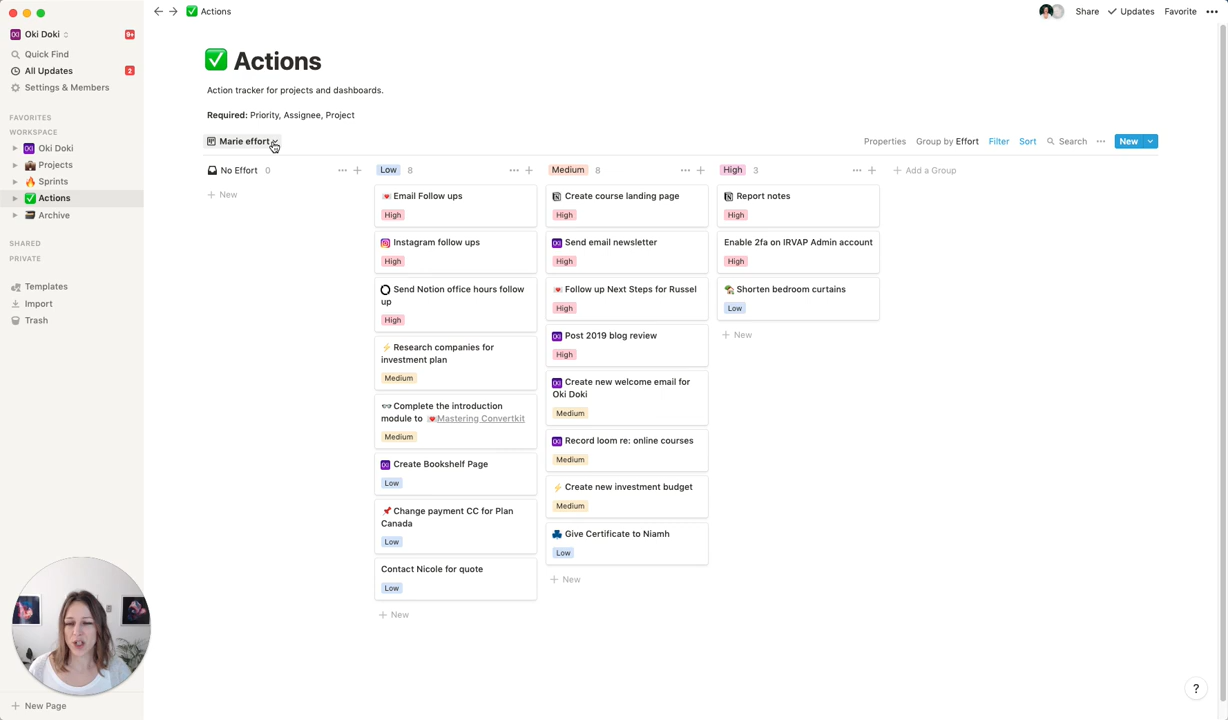 Actions
Share
Updates
Favorite
Oki Doki
9+
Quick Find
All Updates
2
Settings & Members
FAVORITES
WORKSPACE
Oki Doki
Projects
Sprints
Actions
Archive
SHARED
PRIVATE
Templates
Import
Trash
New Page
Actions
Action tracker for projects and dashboards.
Required: Priority, Assignee, Project
Marie effort
Properties
Group by Effort
Filter
Sort
Search
New
No Effort 0
+ New
Low 8
Email Follow ups
High
Instagram follow ups
High
Send Notion office hours follow
up
High
Research companies for
investment plan
Medium
Complete the introduction
module to Mastering Convertkit
Medium
Create Bookshelf Page
Low
Change payment CC for Plan
Canada
Low
Contact Nicole for quote
Low
+ New
Medium 8
Create course landing page
High
Send email newsletter
High
Follow up Next Steps for Russel
High
Post 2019 blog review
High
Create new welcome email for
Oki Doki
Medium
Record loom re: online courses
Medium
Create new investment budget
Medium
Give Certificate to Niamh
Low
+ New
High 3
Report notes
High
Enable 2fa on IRVAP Admin account
High
Shorten bedroom curtains
Low
+ New
+ Add a Group
?